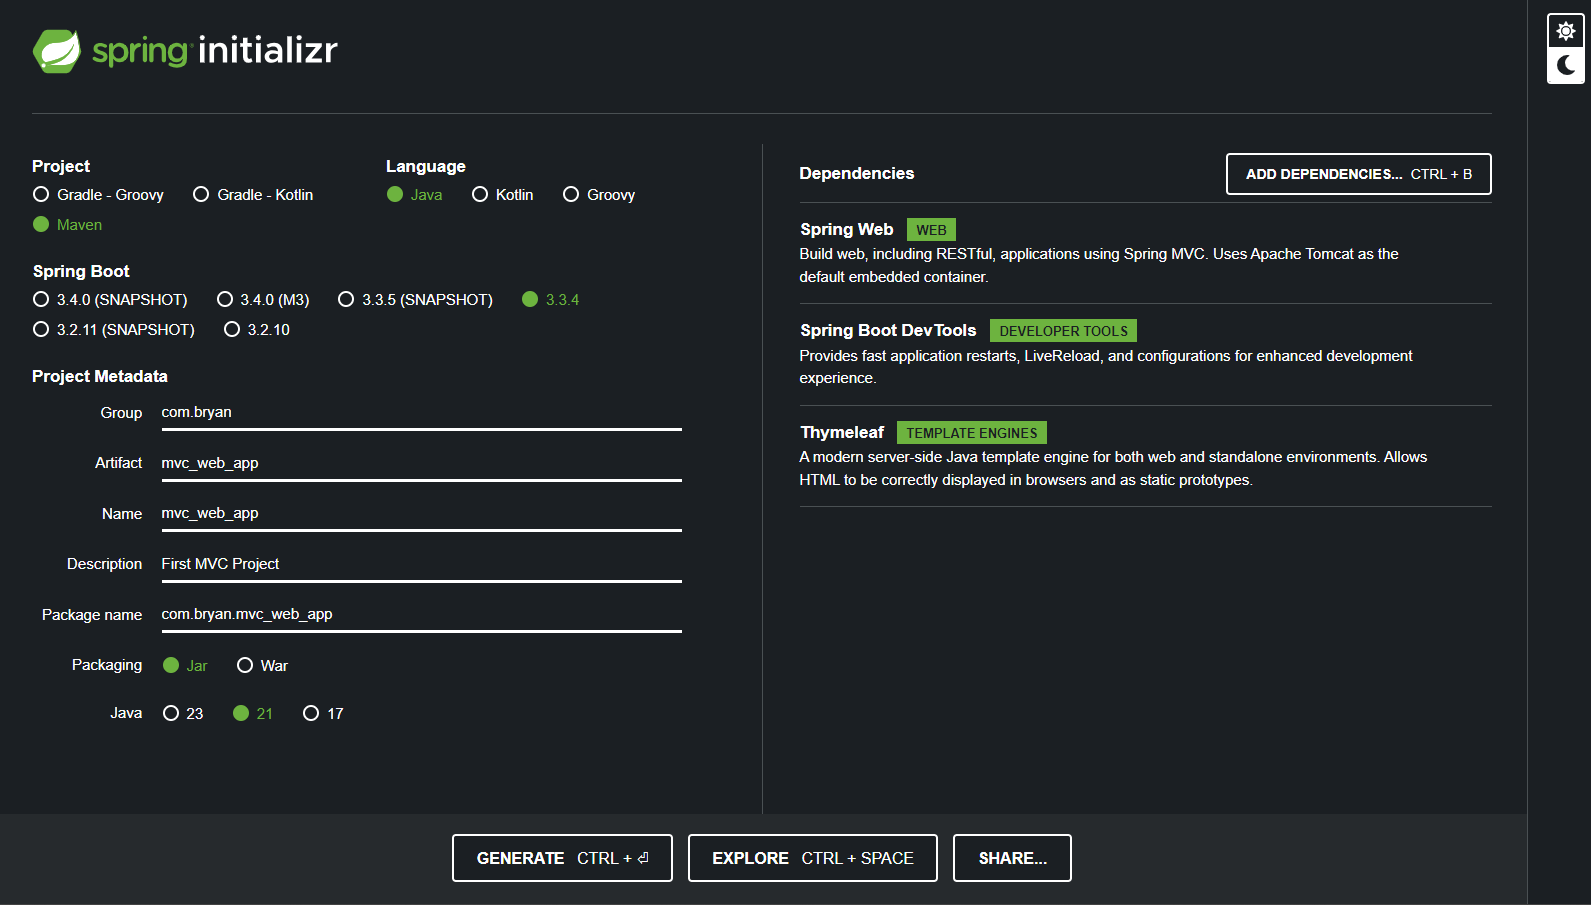 spring initializr
Project
Gradle - Groovy Gradle - Kotlin
Maven
Language
Java Kotlin Groovy
Spring Boot
3.4.0 (SNAPSHOT) 3.4.0 (M3) 3.3.5 (SNAPSHOT) 3.3.4
3.2.11 (SNAPSHOT) 3.2.10
Project Metadata
Group com.bryan
Artifact mvc_web_app
Name mvc_web_app
Description First MVC Project
Package name com.bryan.mvc_web_app
Packaging Jar War
Java 23 21 17
Dependencies ADD DEPENDENCIES... CTRL + B
Spring Web WEB
Build web, including RESTful, applications using Spring MVC. Uses Apache Tomcat as the
default embedded container.
Spring Boot DevTools DEVELOPER TOOLS
Provides fast application restarts, LiveReload, and configurations for enhanced development
experience.
Thymeleaf TEMPLATE ENGINES
A modern server-side Java template engine for both web and standalone environments. Allows
HTML to be correctly displayed in browsers and as static prototypes.
GENERATE CTRL + ⏎ EXPLORE CTRL + SPACE SHARE...